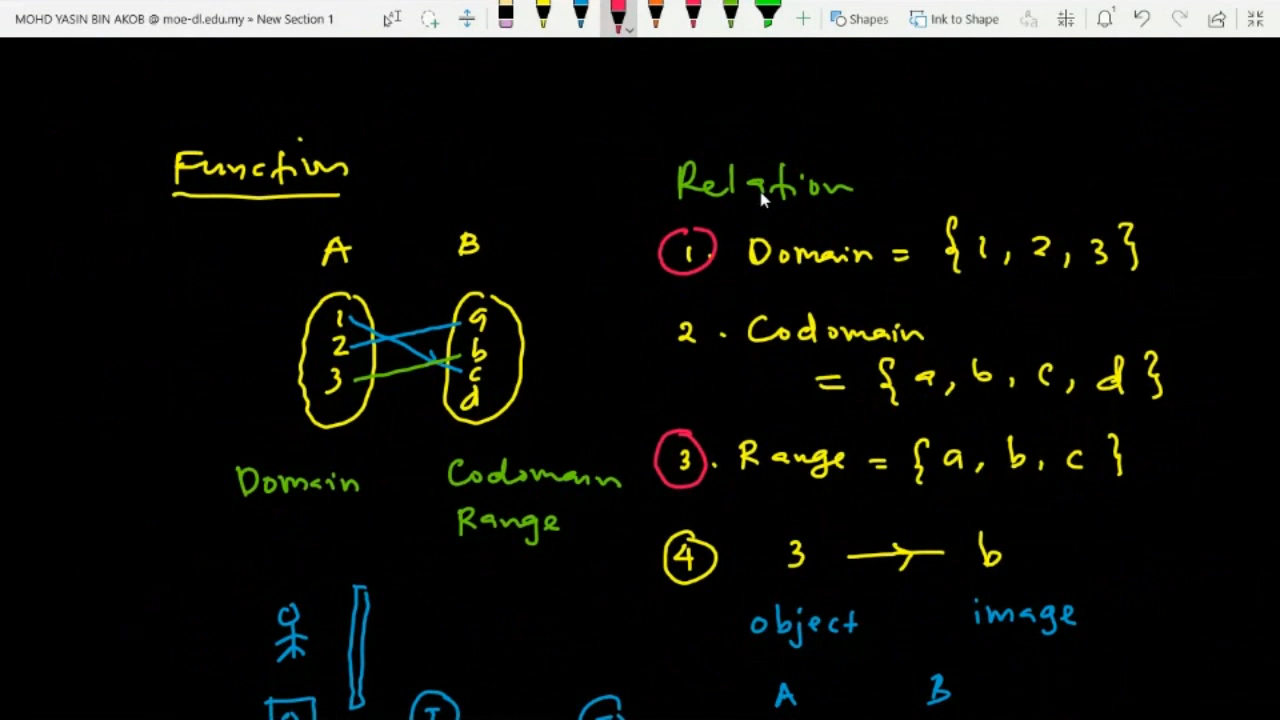 MOHD YASIN BIN AKOB @ moe-dl.edu.my > New Section 1
Shapes
Ink to Shape
Function
A B
1 a
2 b
3 c
d
Domain
Codomain
Range
Relation
1. Domain = {1, 2, 3}
2. Codomain
= {a, b, c, d}
3. Range = {a, b, c}
4 3 → b
object image
A B